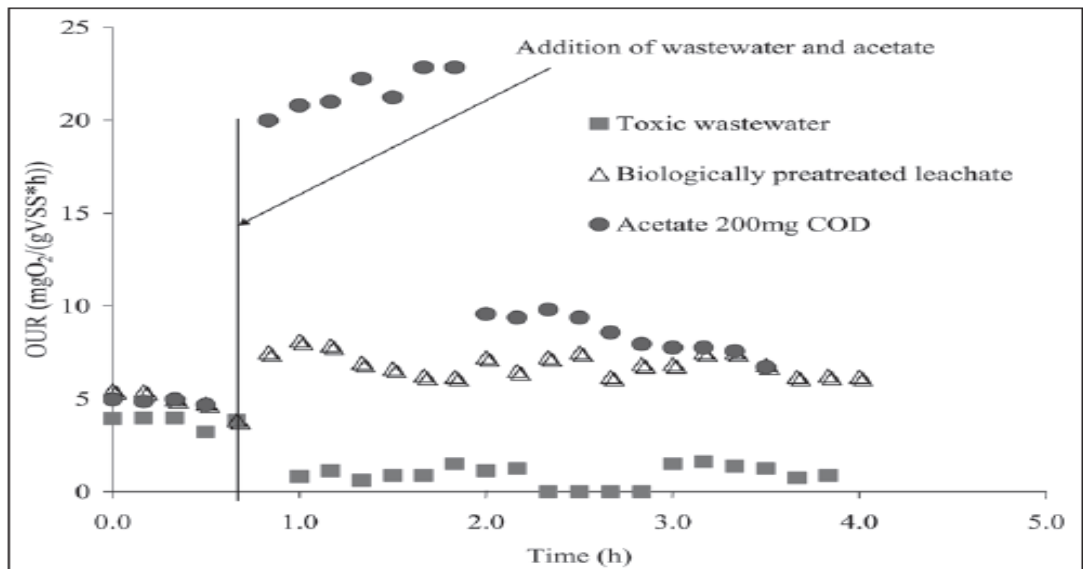 25
Addition of wastewater and acetate
20
Toxic wastewater
Biologically preatreated leachate
15
Acetate 200mg COD
OUR (mgO₂/(gVSS*h))
10
5
0
0.0 1.0 2.0 3.0 4.0 5.0
Time (h)